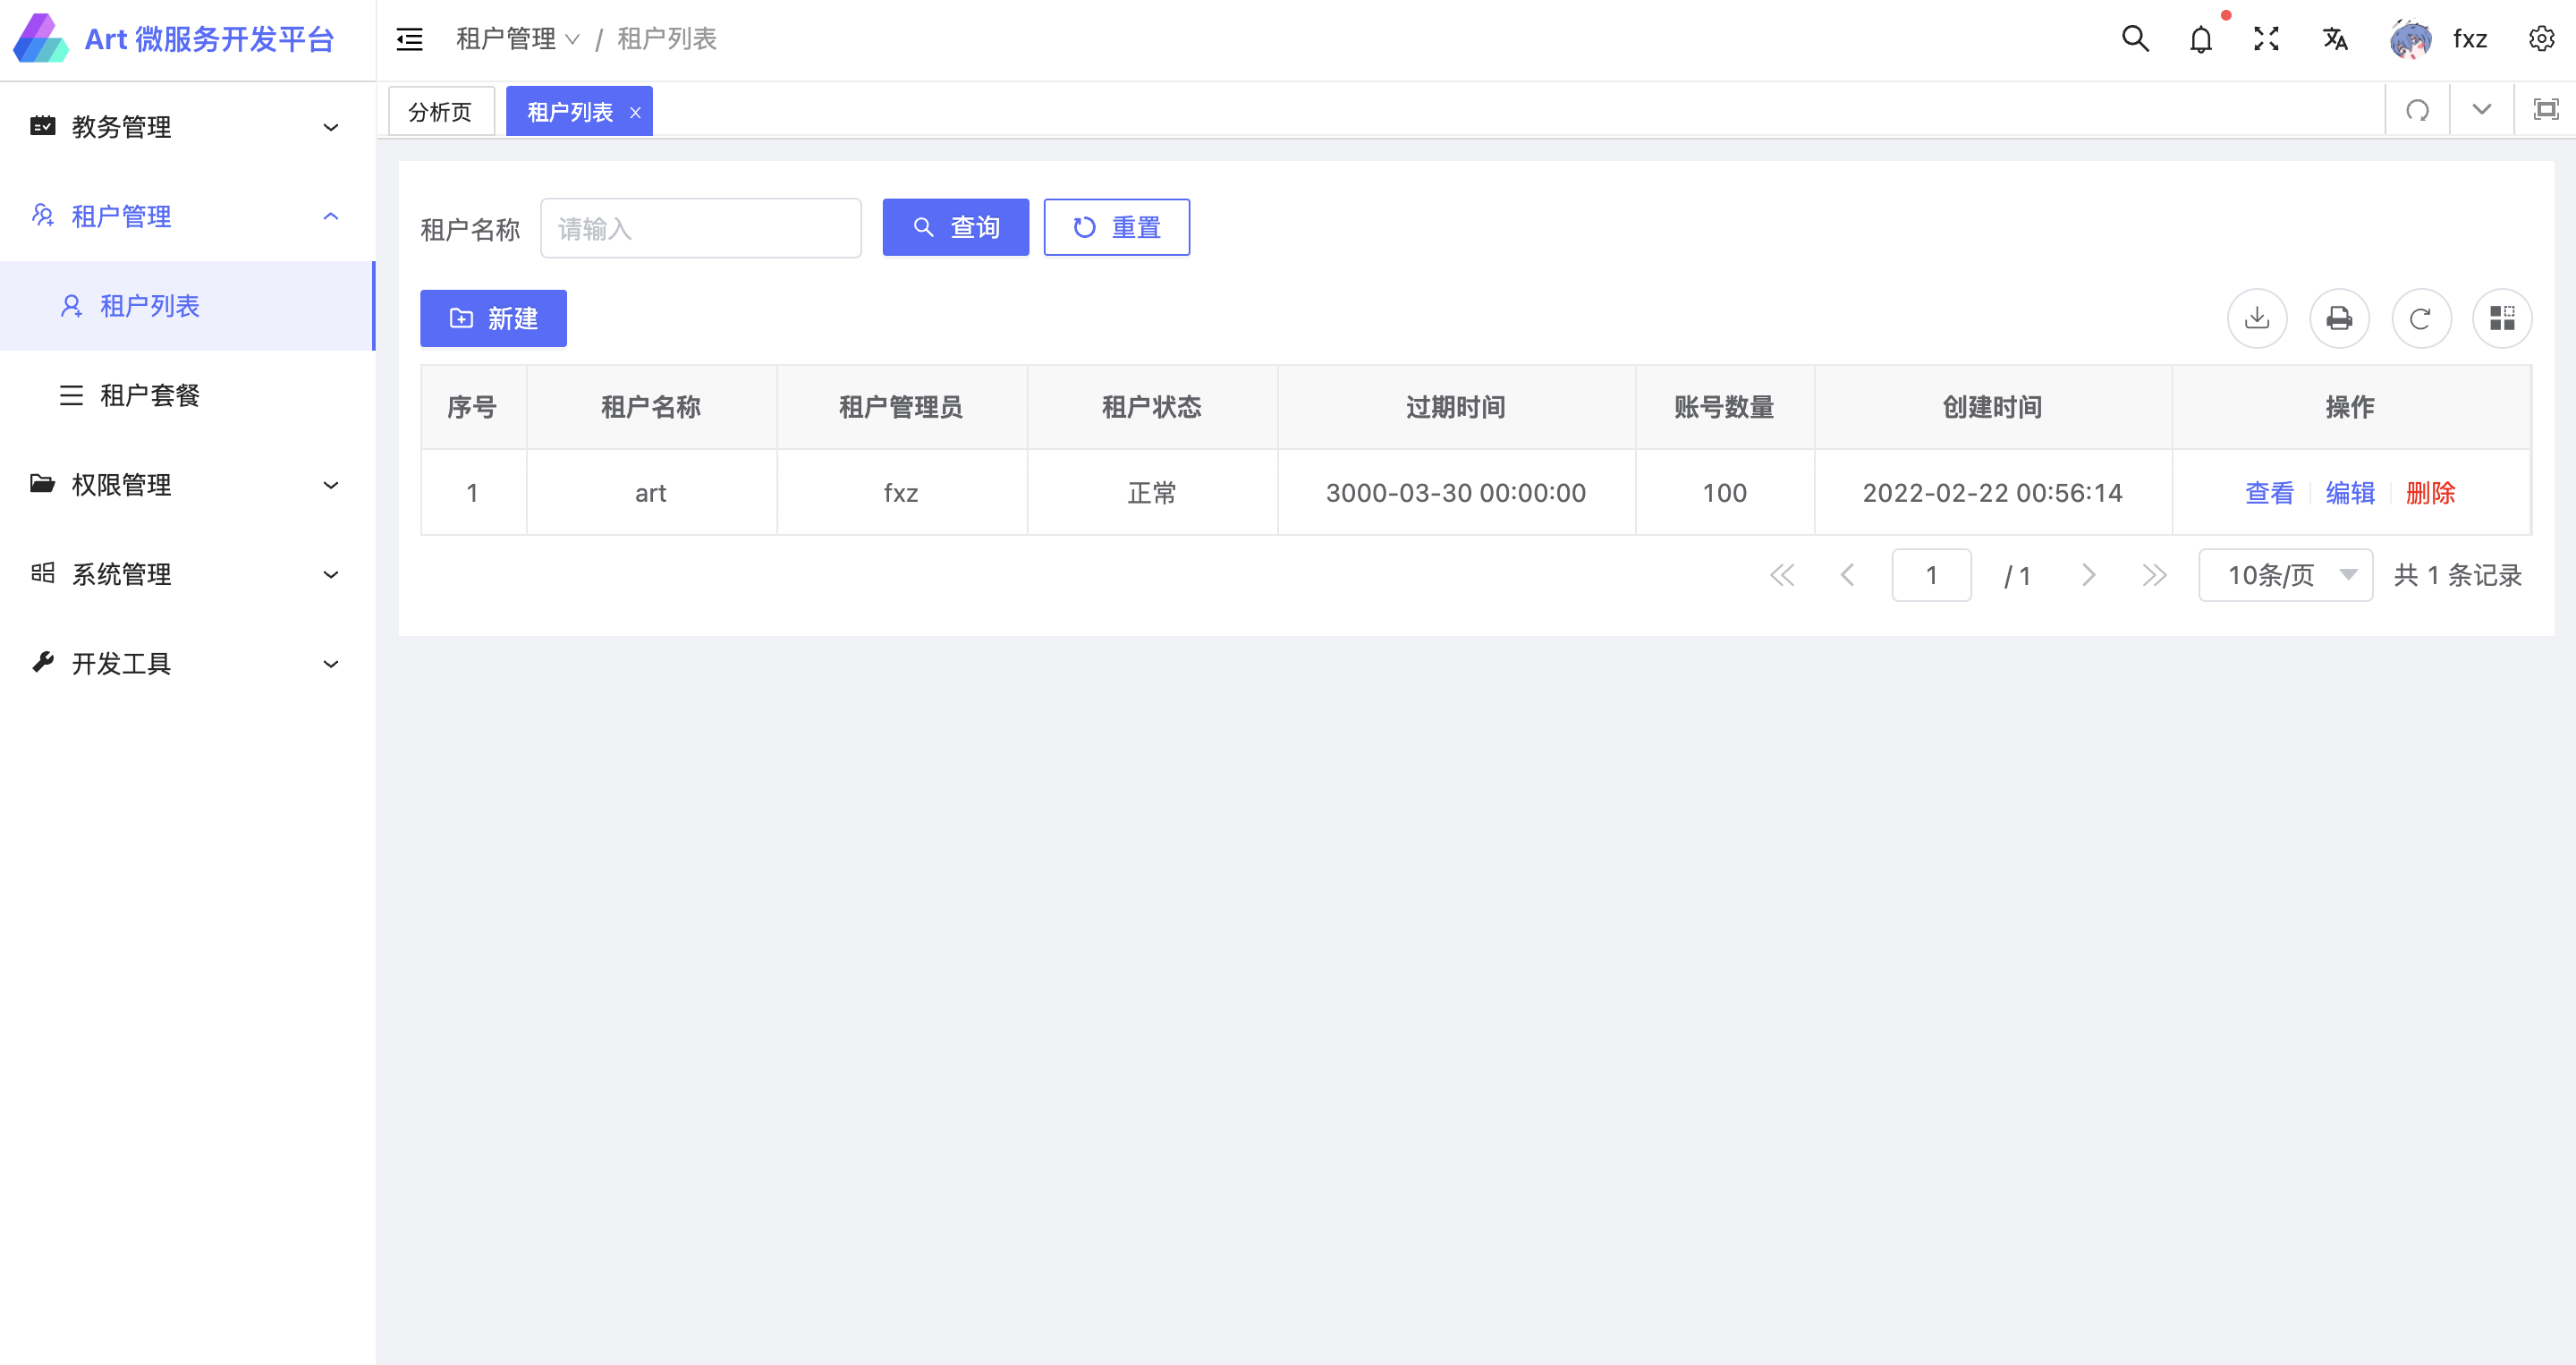 Art 微服务开发平台
租户管理 / 租户列表
fxz
分析页
租户列表
教务管理
租户管理
租户列表
租户套餐
权限管理
系统管理
开发工具
租户名称 请输入 查询 重置
新建
序号 租户名称 租户管理员 租户状态 过期时间 账号数量 创建时间 操作
1 art fxz 正常 3000-03-30 00:00:00 100 2022-02-22 00:56:14 查看 编辑 删除
1 / 1 10条/页 共 1 条记录